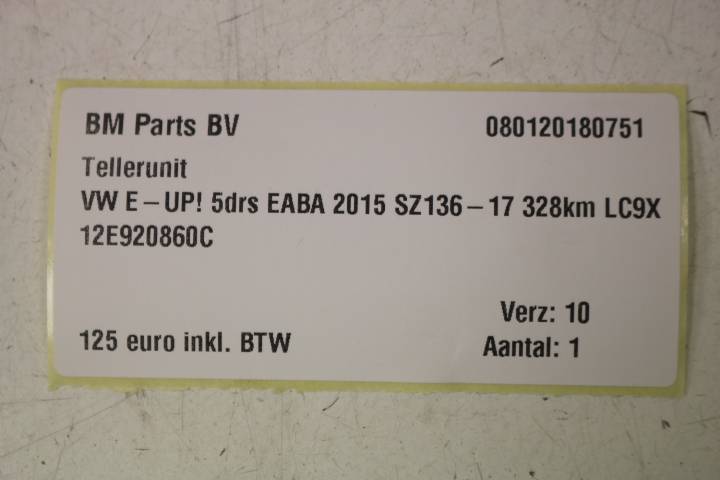 BM Parts BV 080120180751
Tellerunit
VW E-UP! 5drs EABA 2015 SZ136-17 328km LC9X
12E920860C
Verz: 10
125 euro inkl. BTW Aantal: 1